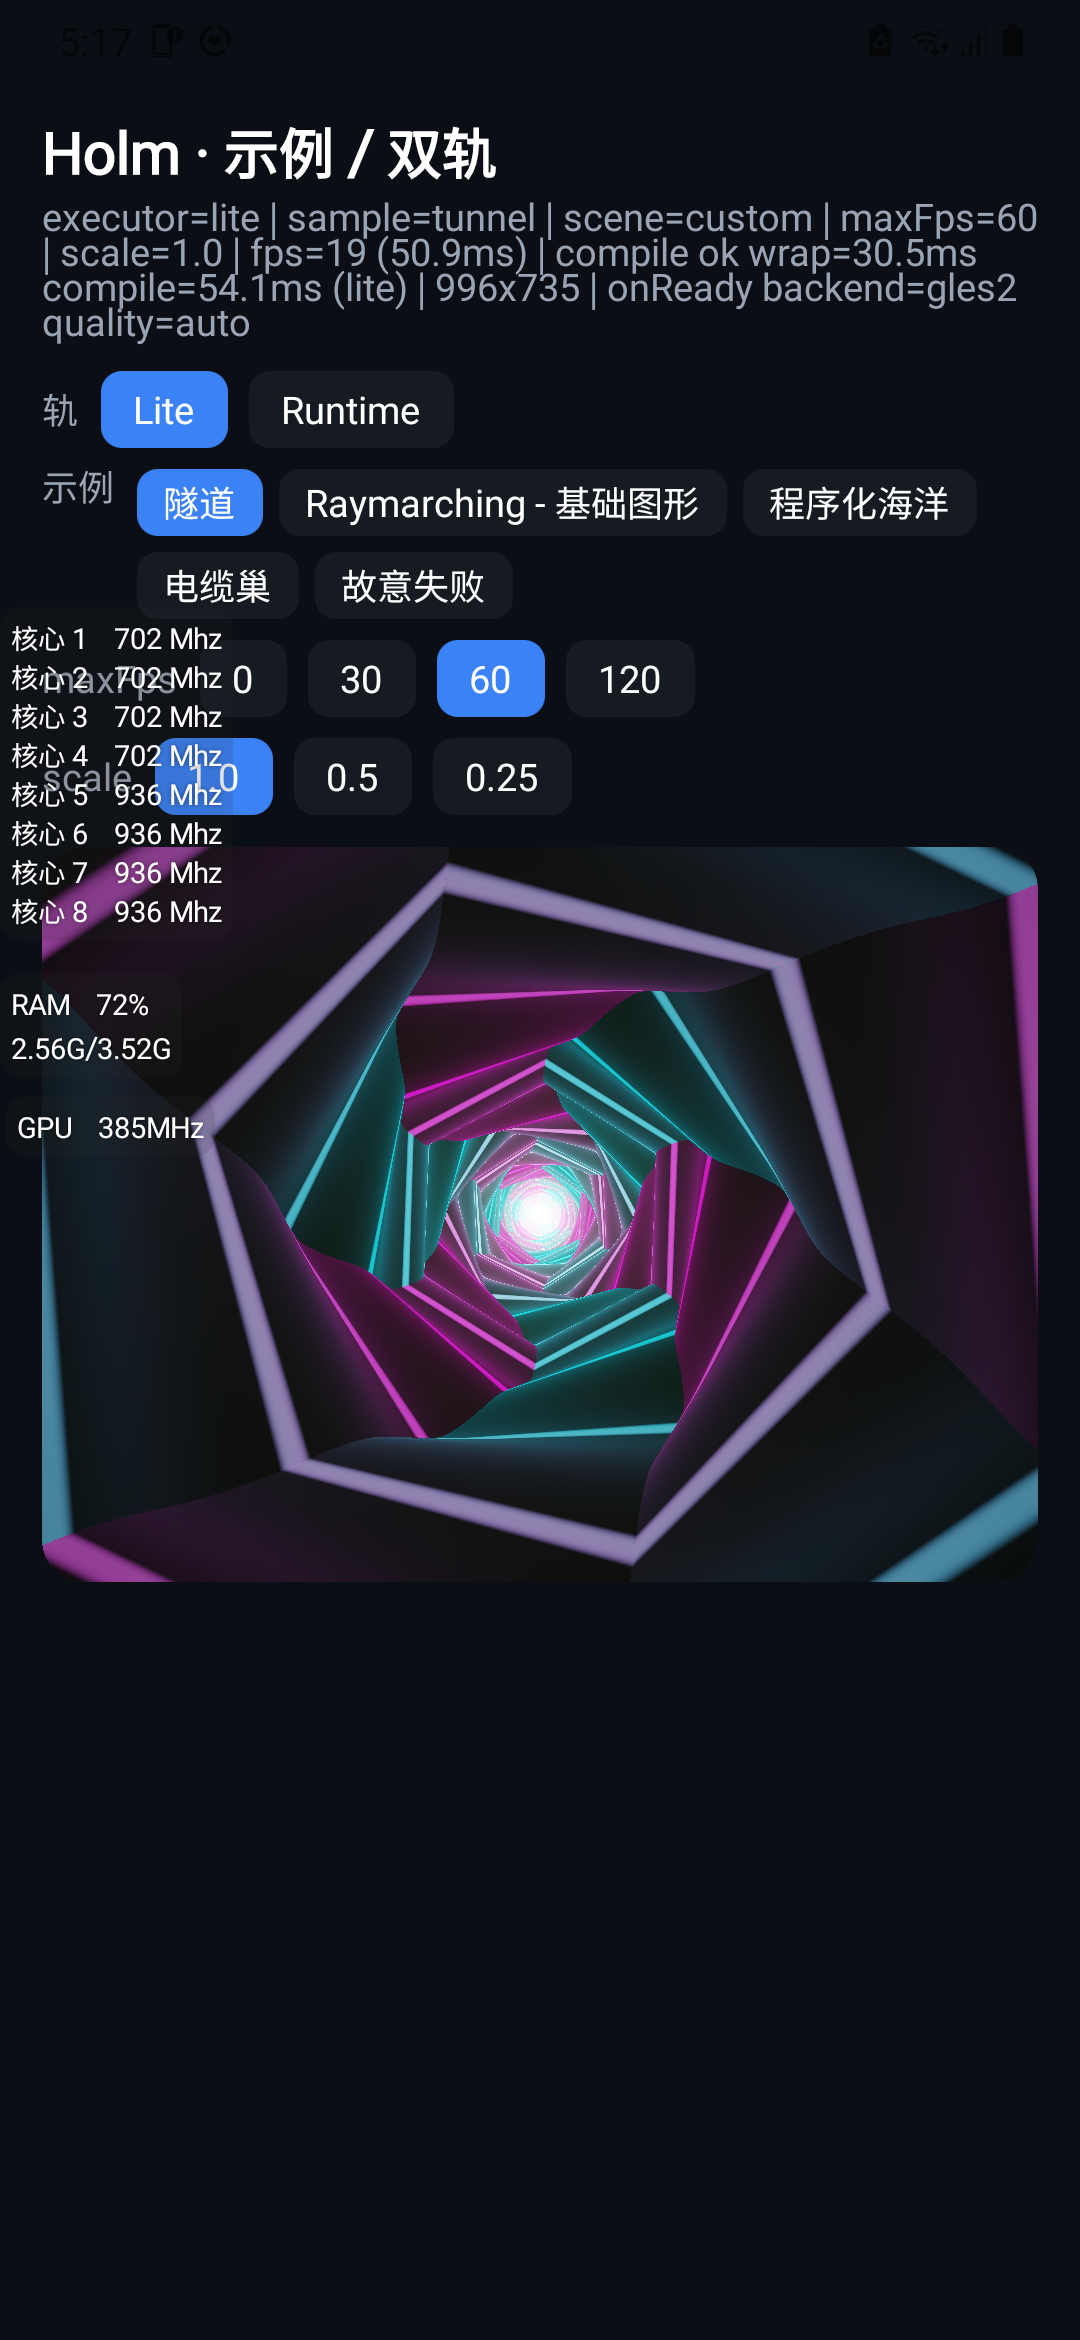 5:17
Holm · 示例 / 双轨
executor=lite | sample=tunnel | scene=custom | maxFps=60
| scale=1.0 | fps=19 (50.9ms) | compile ok wrap=30.5ms
compile=54.1ms (lite) | 996x735 | onReady backend=gles2
quality=auto
轨 Lite Runtime
示例 隧道 Raymarching - 基础图形 程序化海洋
电缆巢 故意失败
核心 1 702 Mhz
maxFps 0 30 60 120
核心 2 702 Mhz
核心 3 702 Mhz
核心 4 702 Mhz
scale 1.0 0.5 0.25
核心 5 936 Mhz
核心 6 936 Mhz
核心 7 936 Mhz
核心 8 936 Mhz
RAM 72%
2.56G/3.52G
GPU 385MHz